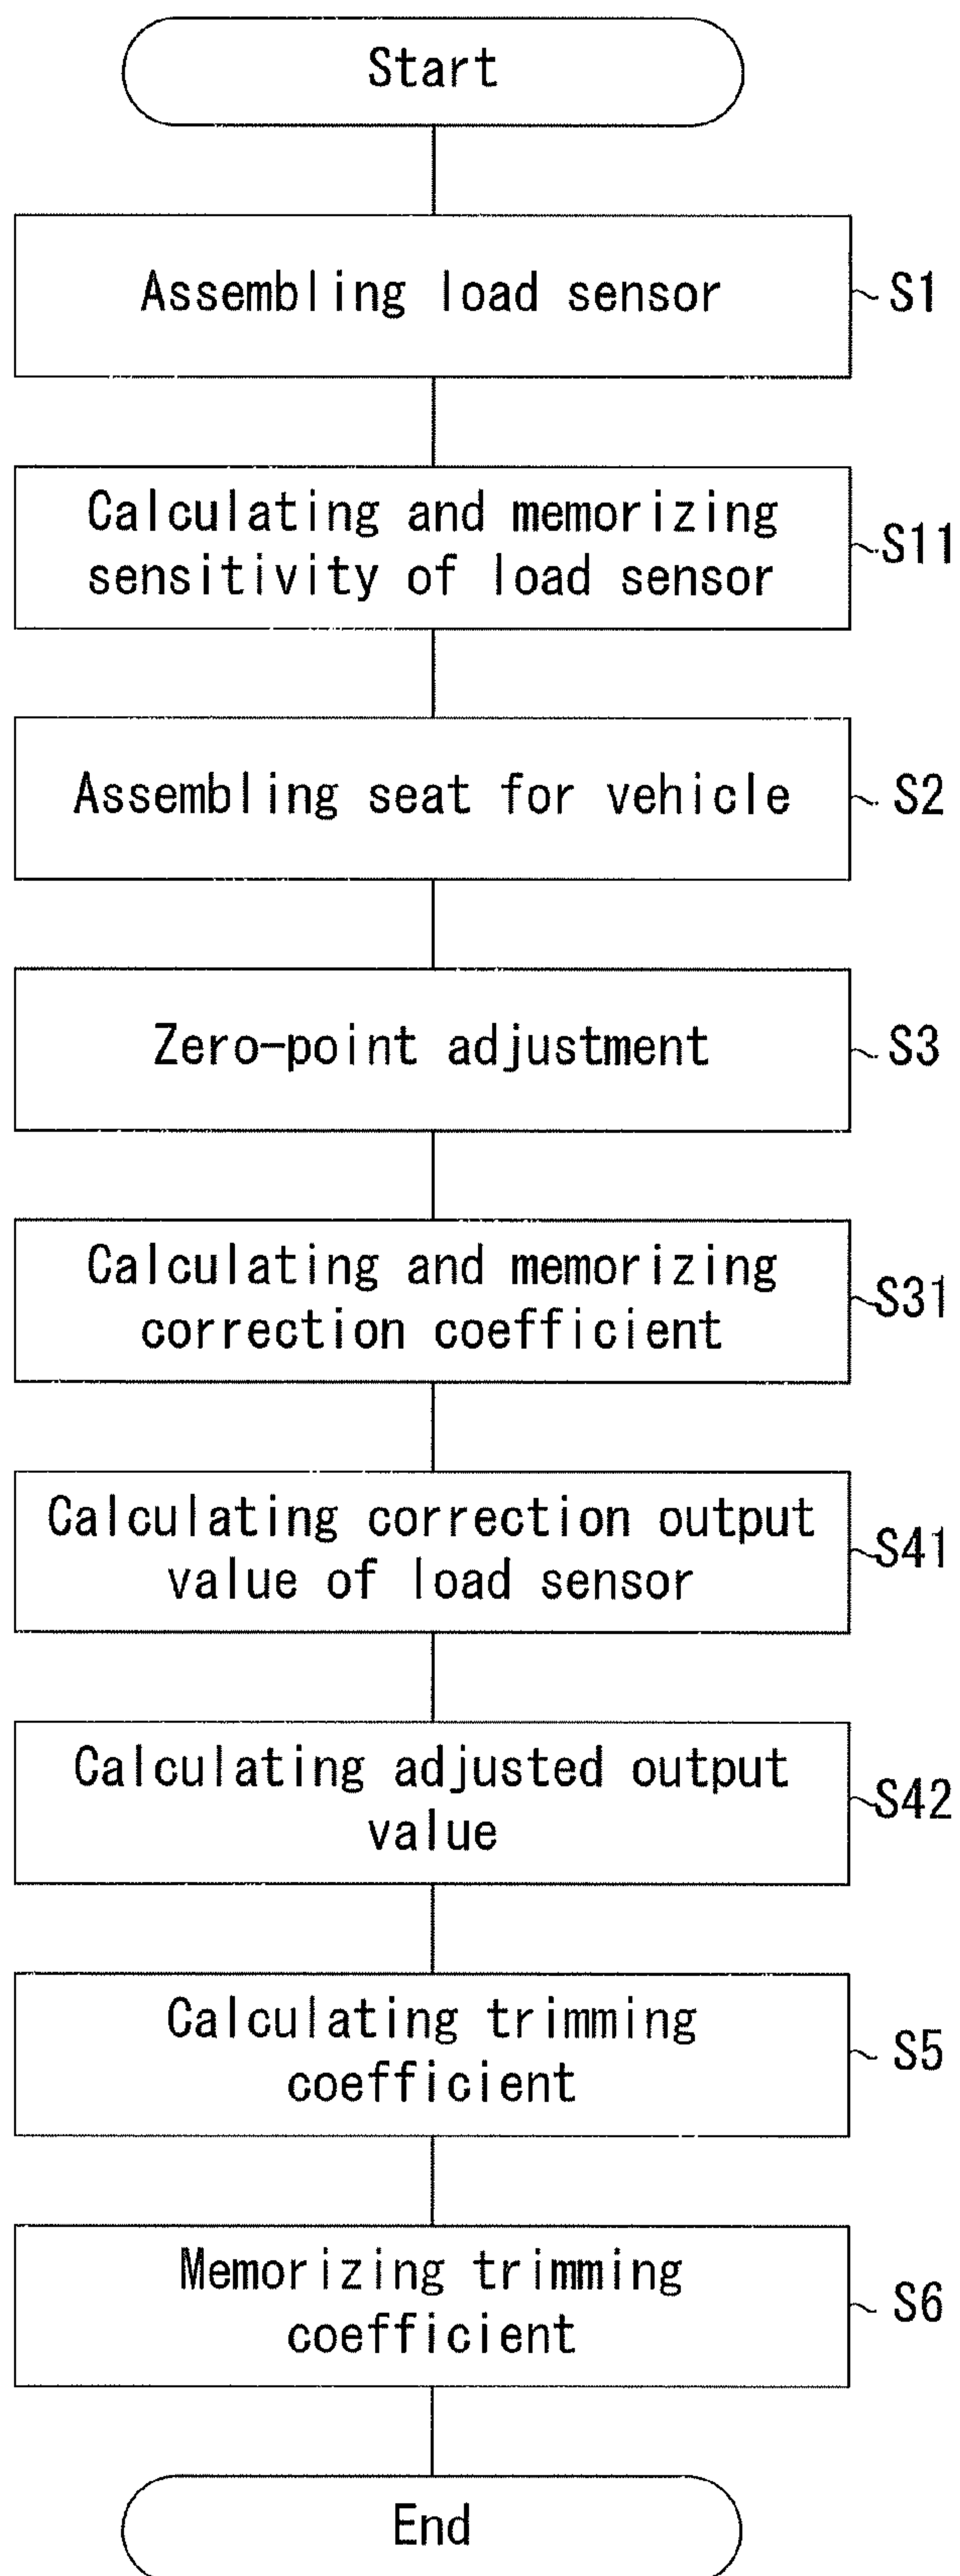 Start
Assembling load sensor
S1
Calculating and memorizing
sensitivity of load sensor
S11
Assembling seat for vehicle
S2
Zero-point adjustment
S3
Calculating and memorizing
correction coefficient
S31
Calculating correction output
value of load sensor
S41
Calculating adjusted output
value
S42
Calculating trimming
coefficient
S5
Memorizing trimming
coefficient
S6
End